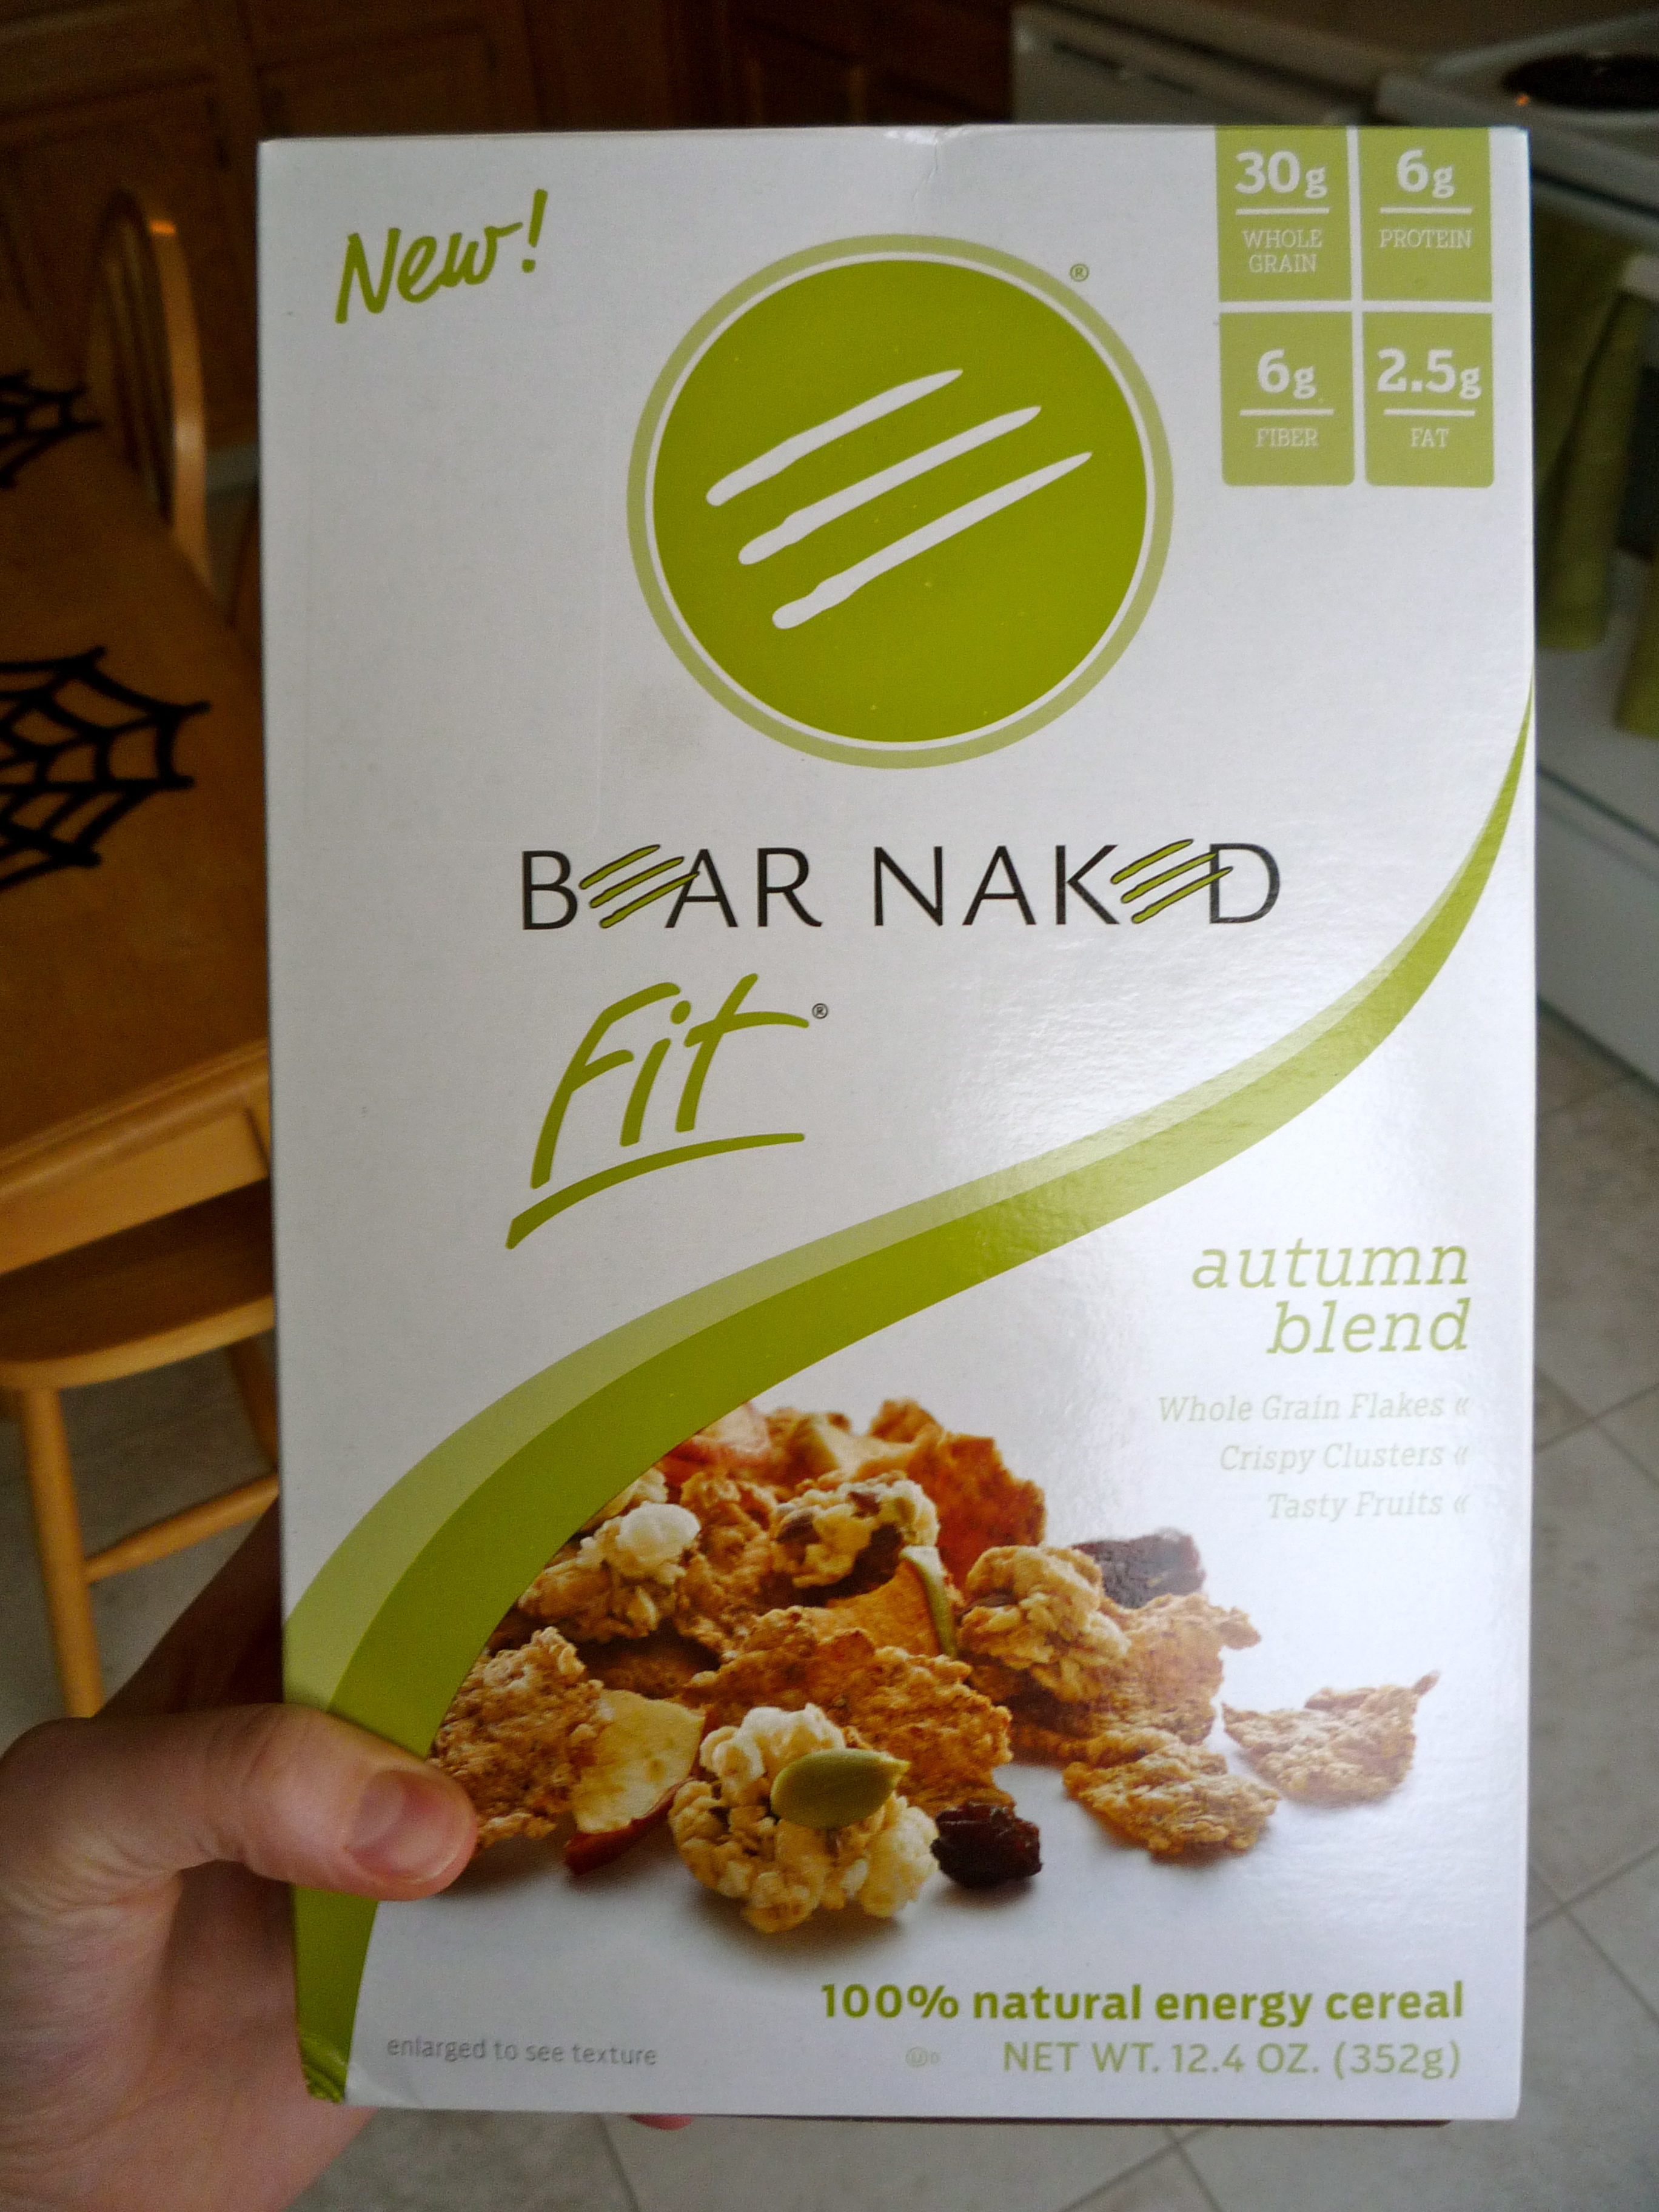 New!
30g
WHOLE
GRAIN
6g
PROTEIN
6g
FIBER
2.5g
FAT
®
BEAR NAKED
Fit®
autumn
blend
Whole Grain Flakes «
Crispy Clusters «
Tasty Fruits «
100% natural energy cereal
enlarged to see texture
ⓊD NET WT. 12.4 OZ. (352g)